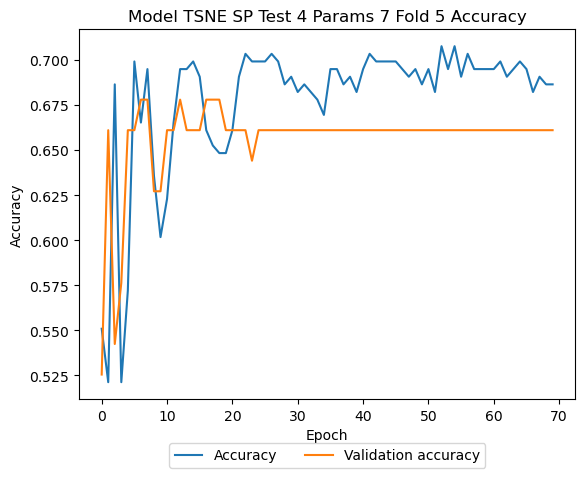 Model TSNE SP Test 4 Params 7 Fold 5 Accuracy
0.700
0.675
0.650
0.625
0.600
0.575
0.550
0.525
Accuracy
0 10 20 30 40 50 60 70
Epoch
Accuracy Validation accuracy